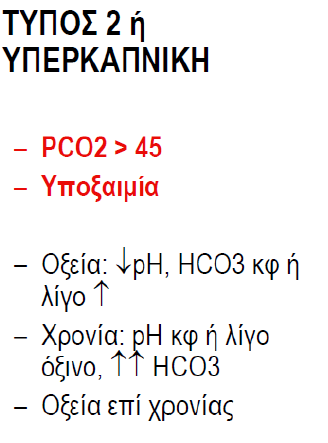 ΤΥΠΟΣ 2 ή
ΥΠΕΡΚΑΠΝΙΚΗ
– PCO2 > 45
– Υποξαιμία
– Οξεία: ↓pH, HCO3 κφ ή
λίγο ↑
– Χρονία: pH κφ ή λίγο
όξινο, ↑↑ HCO3
– Οξεία επί χρονίας